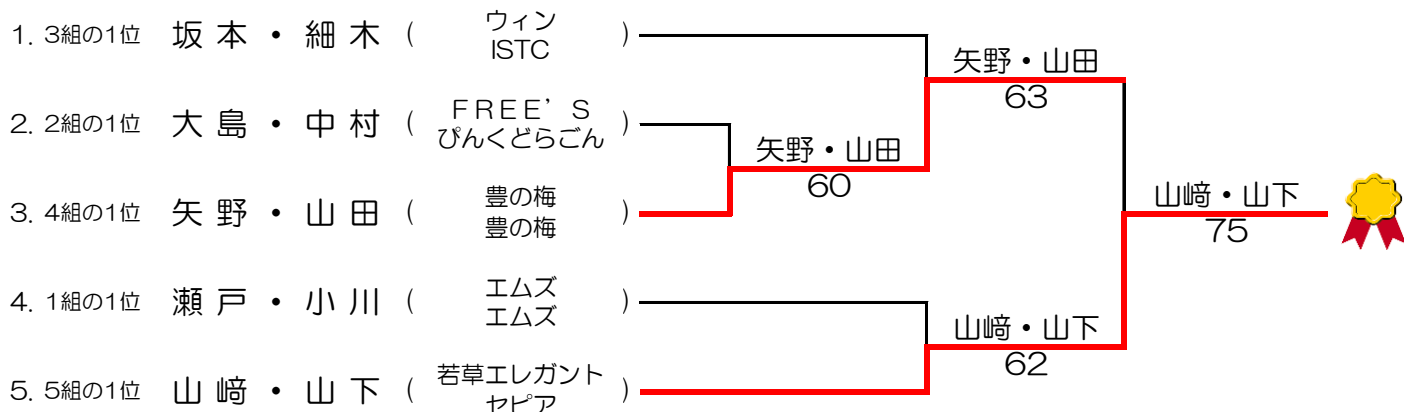 1. 3組の1位 坂本・細木 ( ウィン
ISTC )
矢野・山田
63
2. 2組の1位 大島・中村 ( FREE'S
ぴんくどらごん )
矢野・山田
60
3. 4組の1位 矢野・山田 ( 豊の梅
豊の梅 )
山﨑・山下
75
4. 1組の1位 瀬戸・小川 ( エムズ
エムズ )
山﨑・山下
62
5. 5組の1位 山﨑・山下 ( 若草エレガント
セピア )